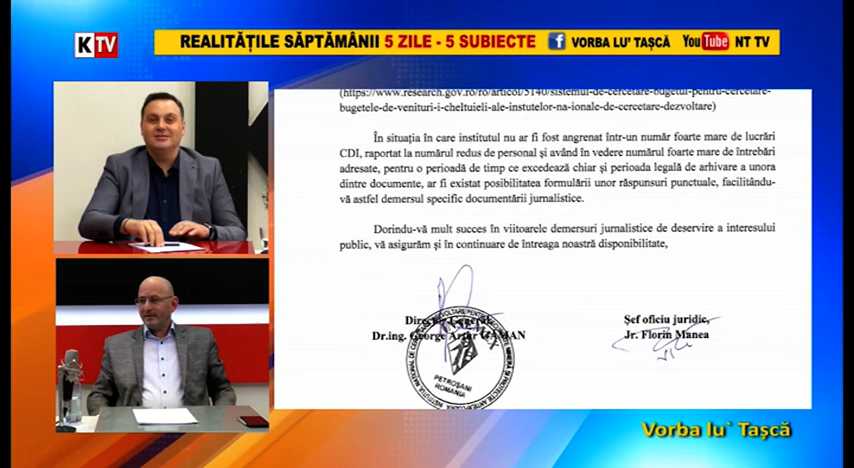 KTV
REALITĂȚILE SĂPTĂMÂNII 5 ZILE - 5 SUBIECTE f VORBA LU' TAȘCĂ YouTube NT TV
(https://www.research.gov.ro/ro/articol/5140/sistemul-de-cercetare-bugetul-pentru-cercetare-
bugetele-de-venituri-i-cheltuieli-ale-instutelor-na-ionale-de-cercetare-dezvoltare)
În situația în care institutul nu ar fi fost angrenat într-un număr foarte mare de lucrări
CDI, raportat la numărul redus de personal și având în vedere numărul foarte mare de întrebări
adresate, pentru o perioadă de timp ce excedează chiar și perioada legală de arhivare a unora
dintre documente, ar fi existat posibilitatea formulării unor răspunsuri punctuale, facilitându-
vă astfel demersul specific documentării jurnalistice.
Dorindu-vă mult succes în viitoarele demersuri jurnalistice de deservire a interesului
public, vă asigurăm și în continuare de întreaga noastră disponibilitate,
Director General
Dr.ing. George Artur GĂMAN
Șef oficiu juridic,
Jr. Florin Manea
PETROȘANI
ROMANIA
Vorba lu` Tașcă